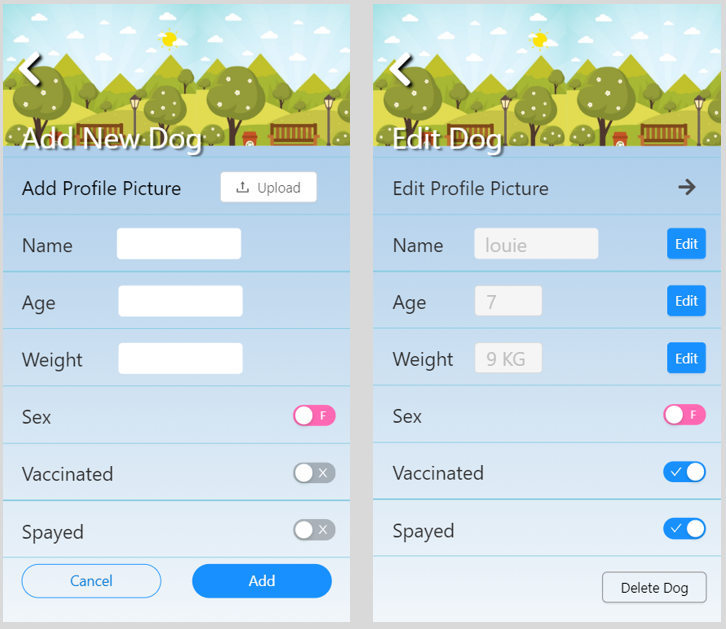 Add New Dog
Add Profile Picture Upload
Name
Age
Weight
Sex F
Vaccinated
Spayed
Cancel Add
Edit Dog
Edit Profile Picture
Name louie Edit
Age 7 Edit
Weight 9 KG Edit
Sex F
Vaccinated
Spayed
Delete Dog